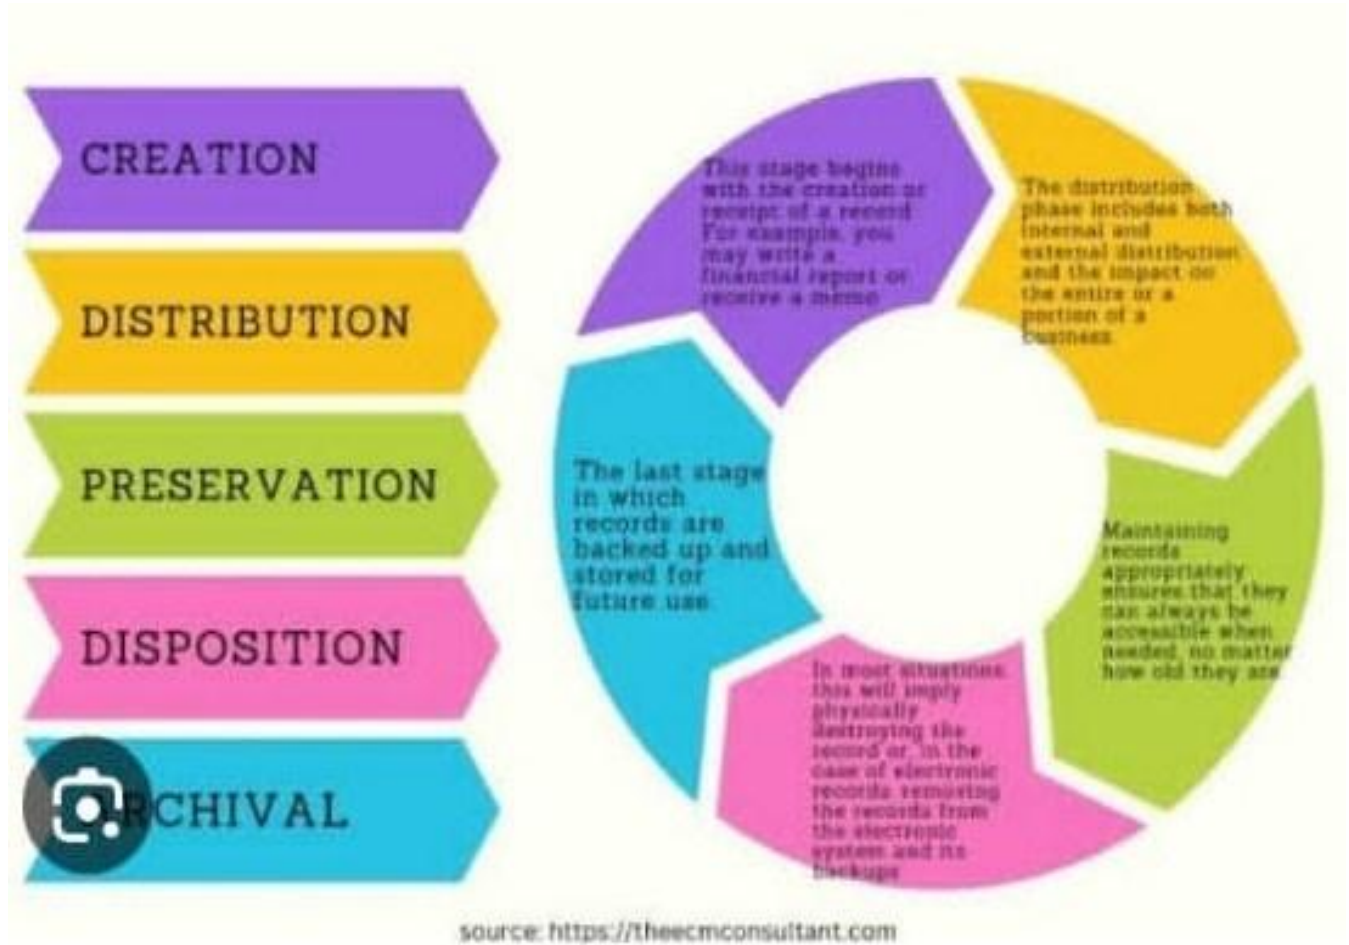 CREATION
DISTRIBUTION
PRESERVATION
DISPOSITION
ARCHIVAL
This stage begins
with the creation or
receipt of a record
For example, you
may write a
financial report or
receive a memo
The distribution
phase includes both
internal and
external distribution
and the impact on
the entire or a
portion of a
business.
Maintaining
records
appropriately
ensures that they
can always be
accessible when
needed, no matter
how old they are
In most situations
this will imply
physically
destroying the
record or, in the
case of electronic
records removing
the records from
the electronic
system and its
backups
The last stage
in which
records are
backed up and
stored for
future use
source: https://theecmconsultant.com